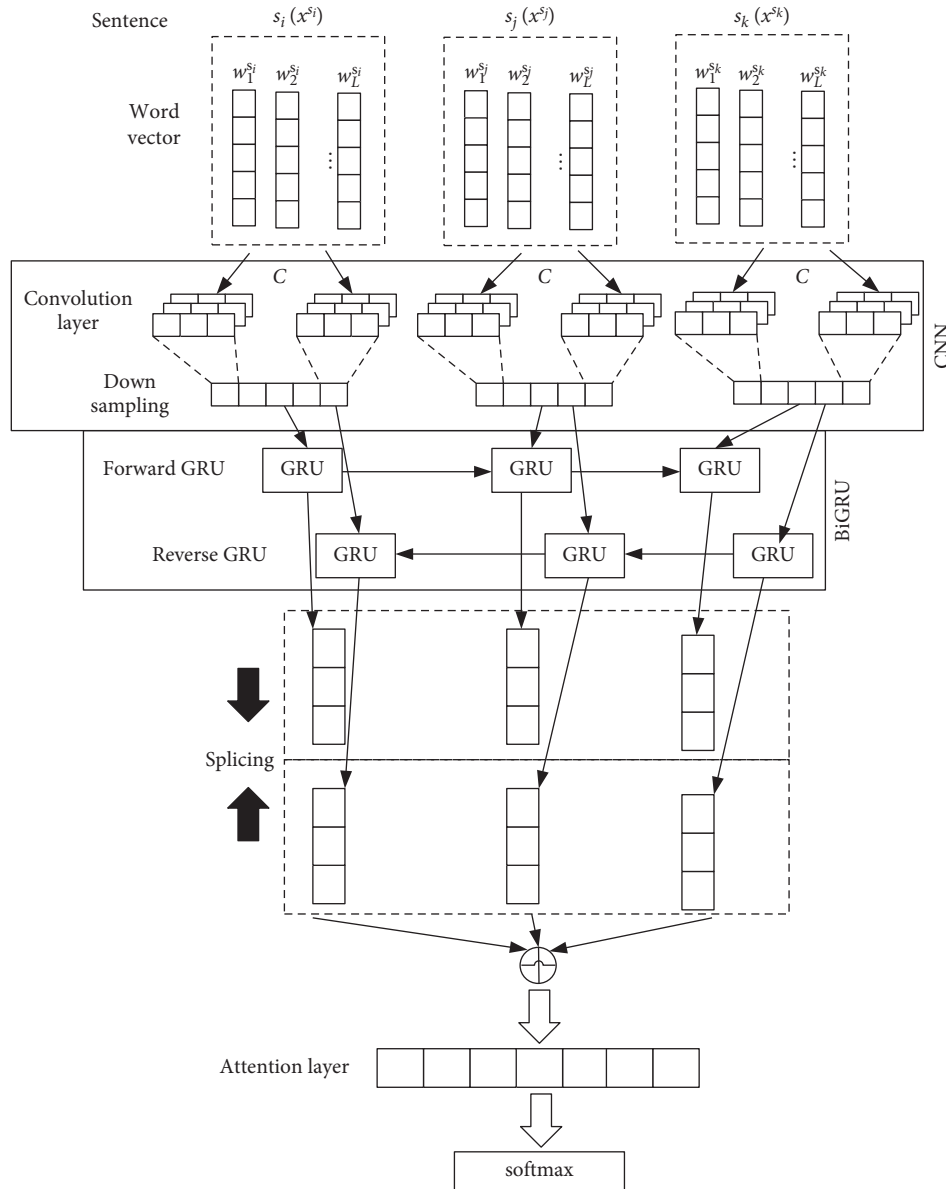 Sentence
s_i (x^{s_i}) s_j (x^{s_j}) s_k (x^{s_k})
w_1^{s_i} w_2^{s_i} w_L^{s_i} w_1^{s_j} w_2^{s_j} w_L^{s_j} w_1^{s_k} w_2^{s_k} w_L^{s_k}
Word
vector
... ... ...
C C C
Convolution
layer
CNN
Down
sampling
Forward GRU
GRU GRU GRU
BiGRU
Reverse GRU
GRU GRU GRU
Splicing
Attention layer
softmax